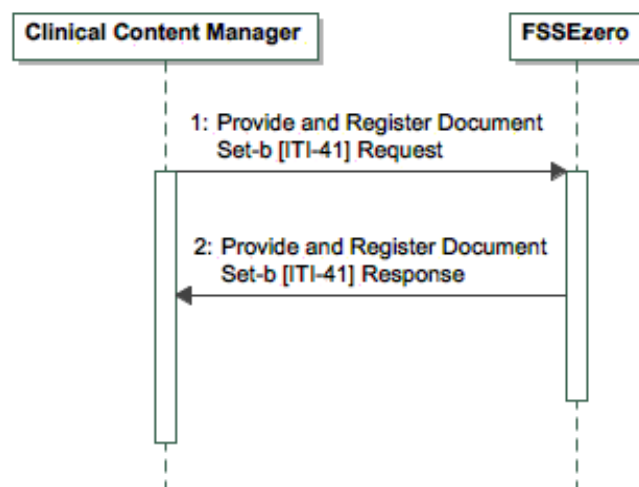 Clinical Content Manager
FSSEzero
1: Provide and Register Document
Set-b [ITI-41] Request
2: Provide and Register Document
Set-b [ITI-41] Response